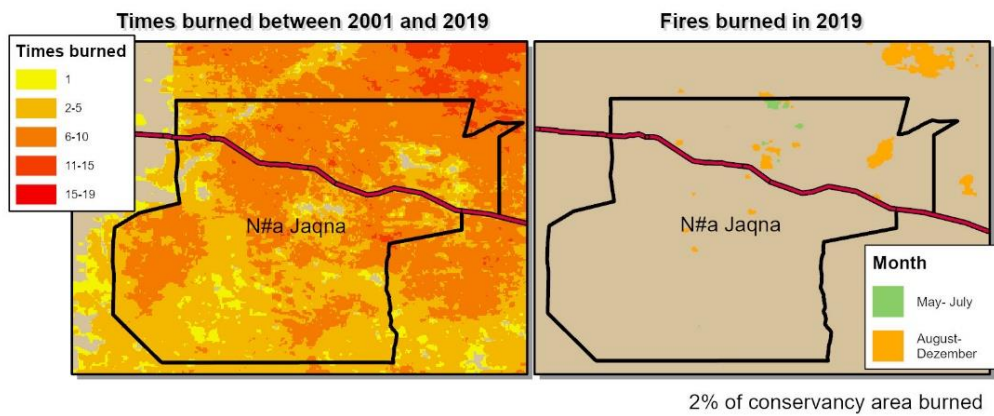 Times burned between 2001 and 2019
Times burned
1
2-5
6-10
11-15
15-19
N#a Jaqna
Fires burned in 2019
N#a Jaqna
Month
May- July
August-
Dezember
2% of conservancy area burned